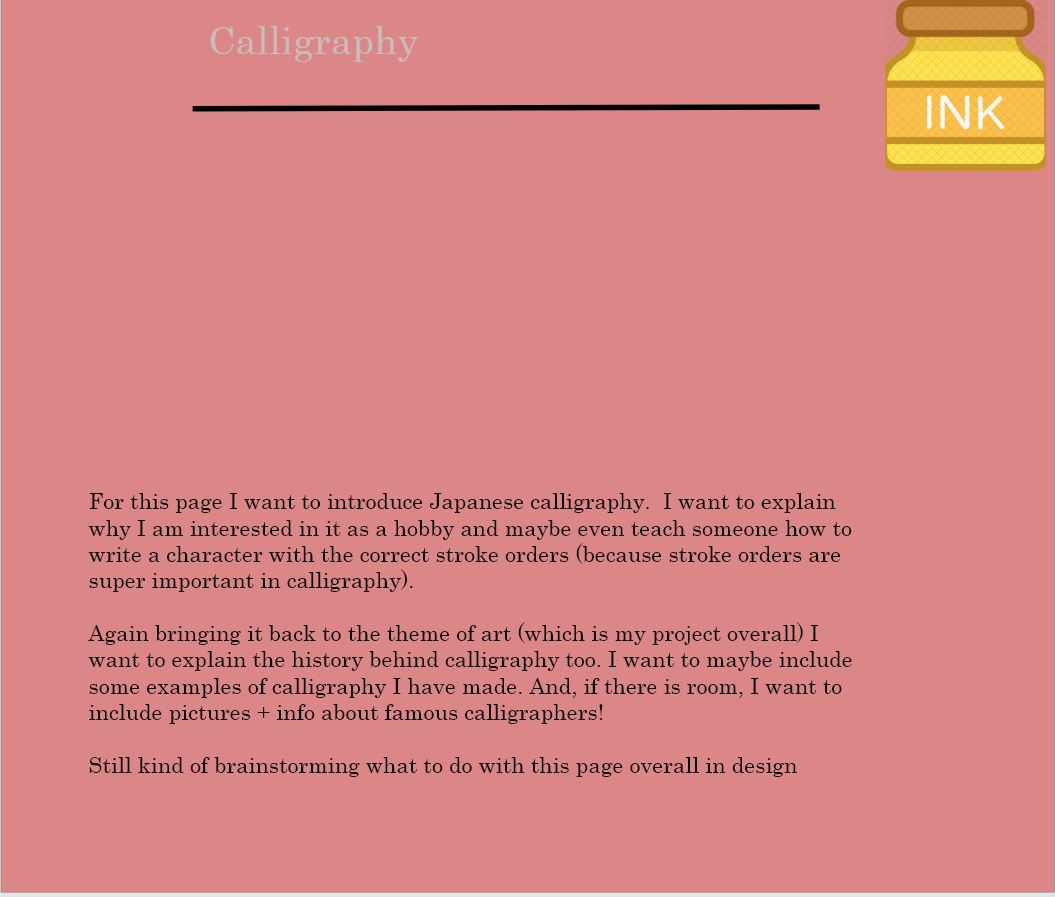 Calligraphy
INK
For this page I want to introduce Japanese calligraphy.  I want to explain
why I am interested in it as a hobby and maybe even teach someone how to
write a character with the correct stroke orders (because stroke orders are
super important in calligraphy).
Again bringing it back to the theme of art (which is my project overall) I
want to explain the history behind calligraphy too. I want to maybe include
some examples of calligraphy I have made. And, if there is room, I want to
include pictures + info about famous calligraphers!
Still kind of brainstorming what to do with this page overall in design